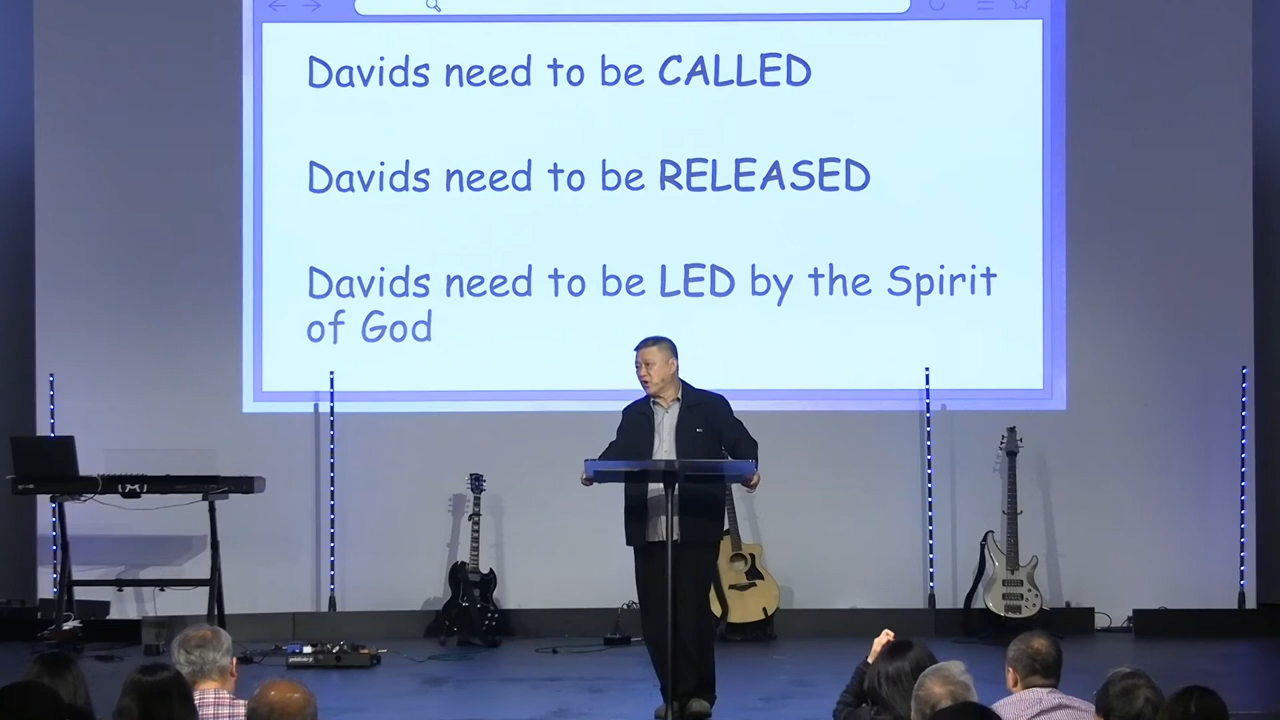 Davids need to be CALLED
Davids need to be RELEASED
Davids need to be LED by the Spirit
of God